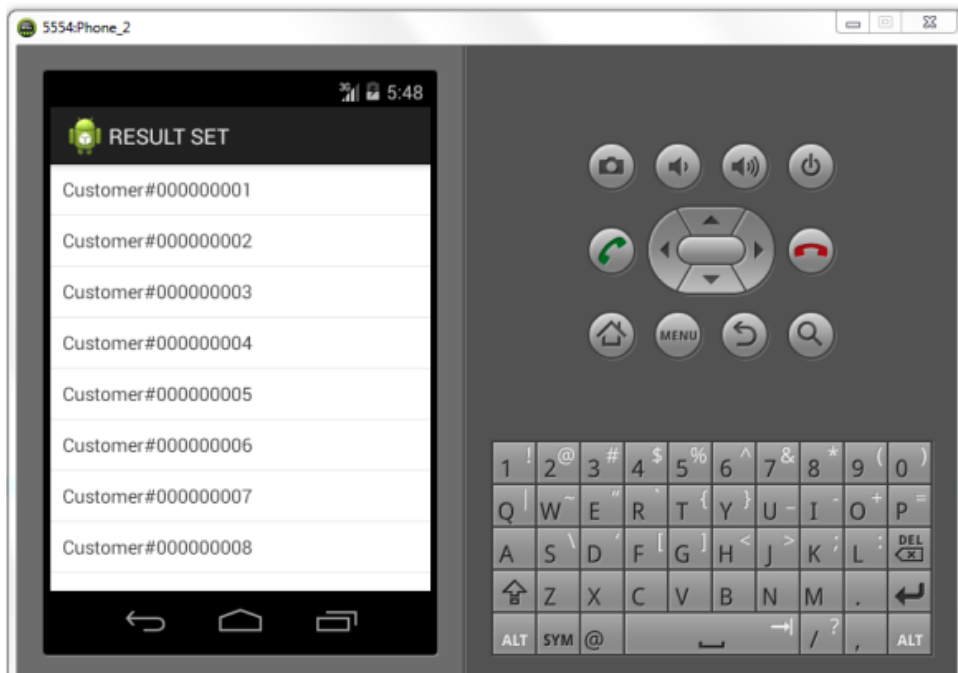 5554:Phone_2
3G 5:48
RESULT SET
Customer#000000001
Customer#000000002
Customer#000000003
Customer#000000004
Customer#000000005
Customer#000000006
Customer#000000007
Customer#000000008
MENU
1 ! 2 @ 3 # 4 $ 5 % 6 ^ 7 & 8 * 9 ( 0 )
Q | W ~ E " R ` T { Y } U _ I - O + P =
A S \ D ' F [ G ] H < J > K ; L : DEL
Z X C V B N M .
ALT SYM @ / ? , ALT